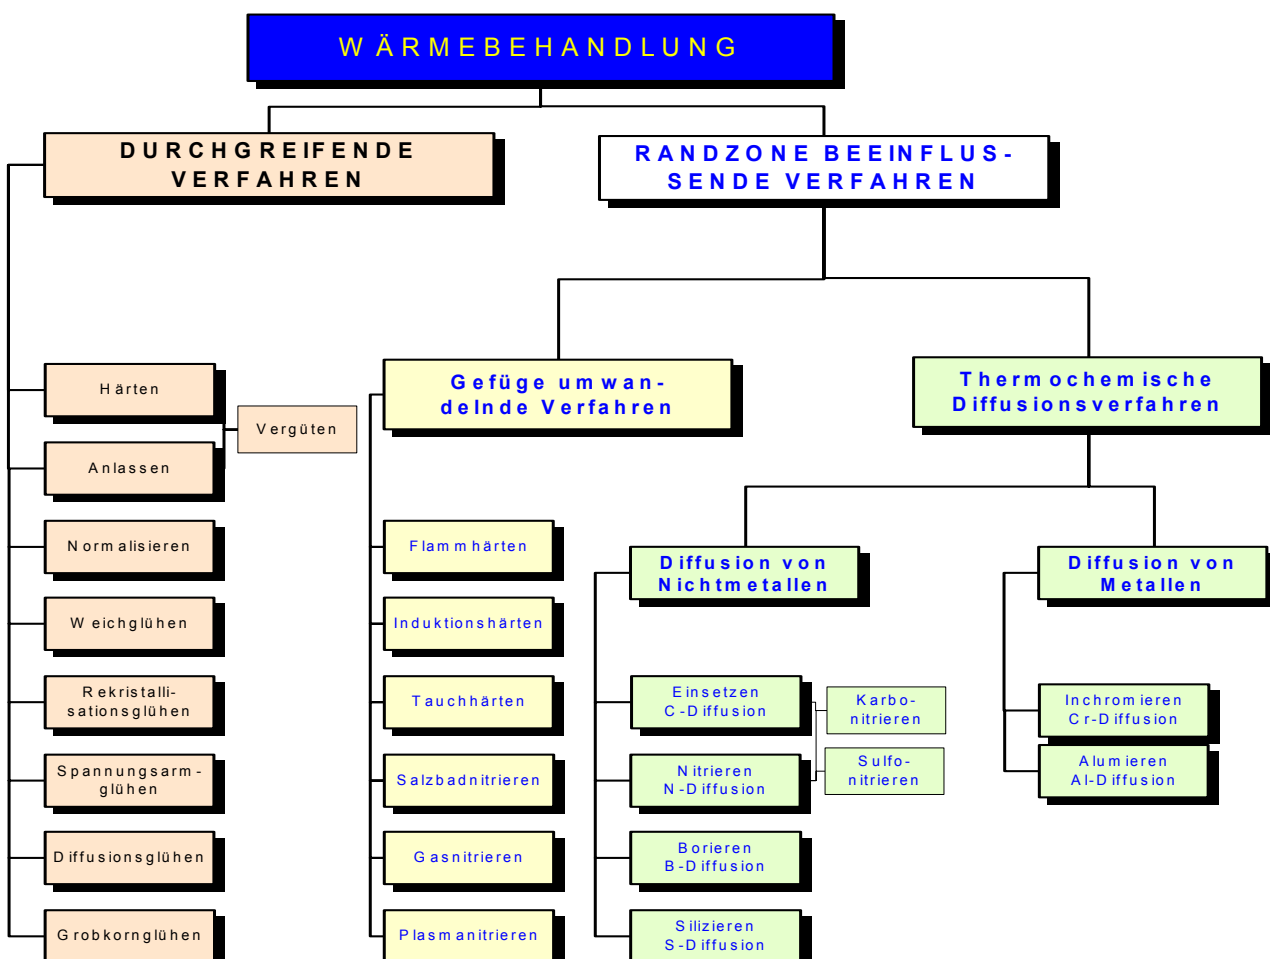 WÄRMEBEHANDLUNG
DURCHGREIFENDE
VERFAHREN
RANDZONE BEEINFLUS-
SENDE VERFAHREN
Härten
Anlassen
Vergüten
Normalisieren
Weichglühen
Rekristalli-
sationsglühen
Spannungsarm-
glühen
Diffusionsglühen
Grobkornglühen
Gefüge umwan-
delnde Verfahren
Flammhärten
Induktionshärten
Tauchhärten
Salzbadnitrieren
Gasnitrieren
Plasmanitrieren
Thermochemische
Diffusionsverfahren
Diffusion von
Nichtmetallen
Einsetzen
C-Diffusion
Karbo-
nitrieren
Nitrieren
N-Diffusion
Sulfo-
nitrieren
Borieren
B-Diffusion
Silizieren
S-Diffusion
Diffusion von
Metallen
Inchromieren
Cr-Diffusion
Alumieren
Al-Diffusion